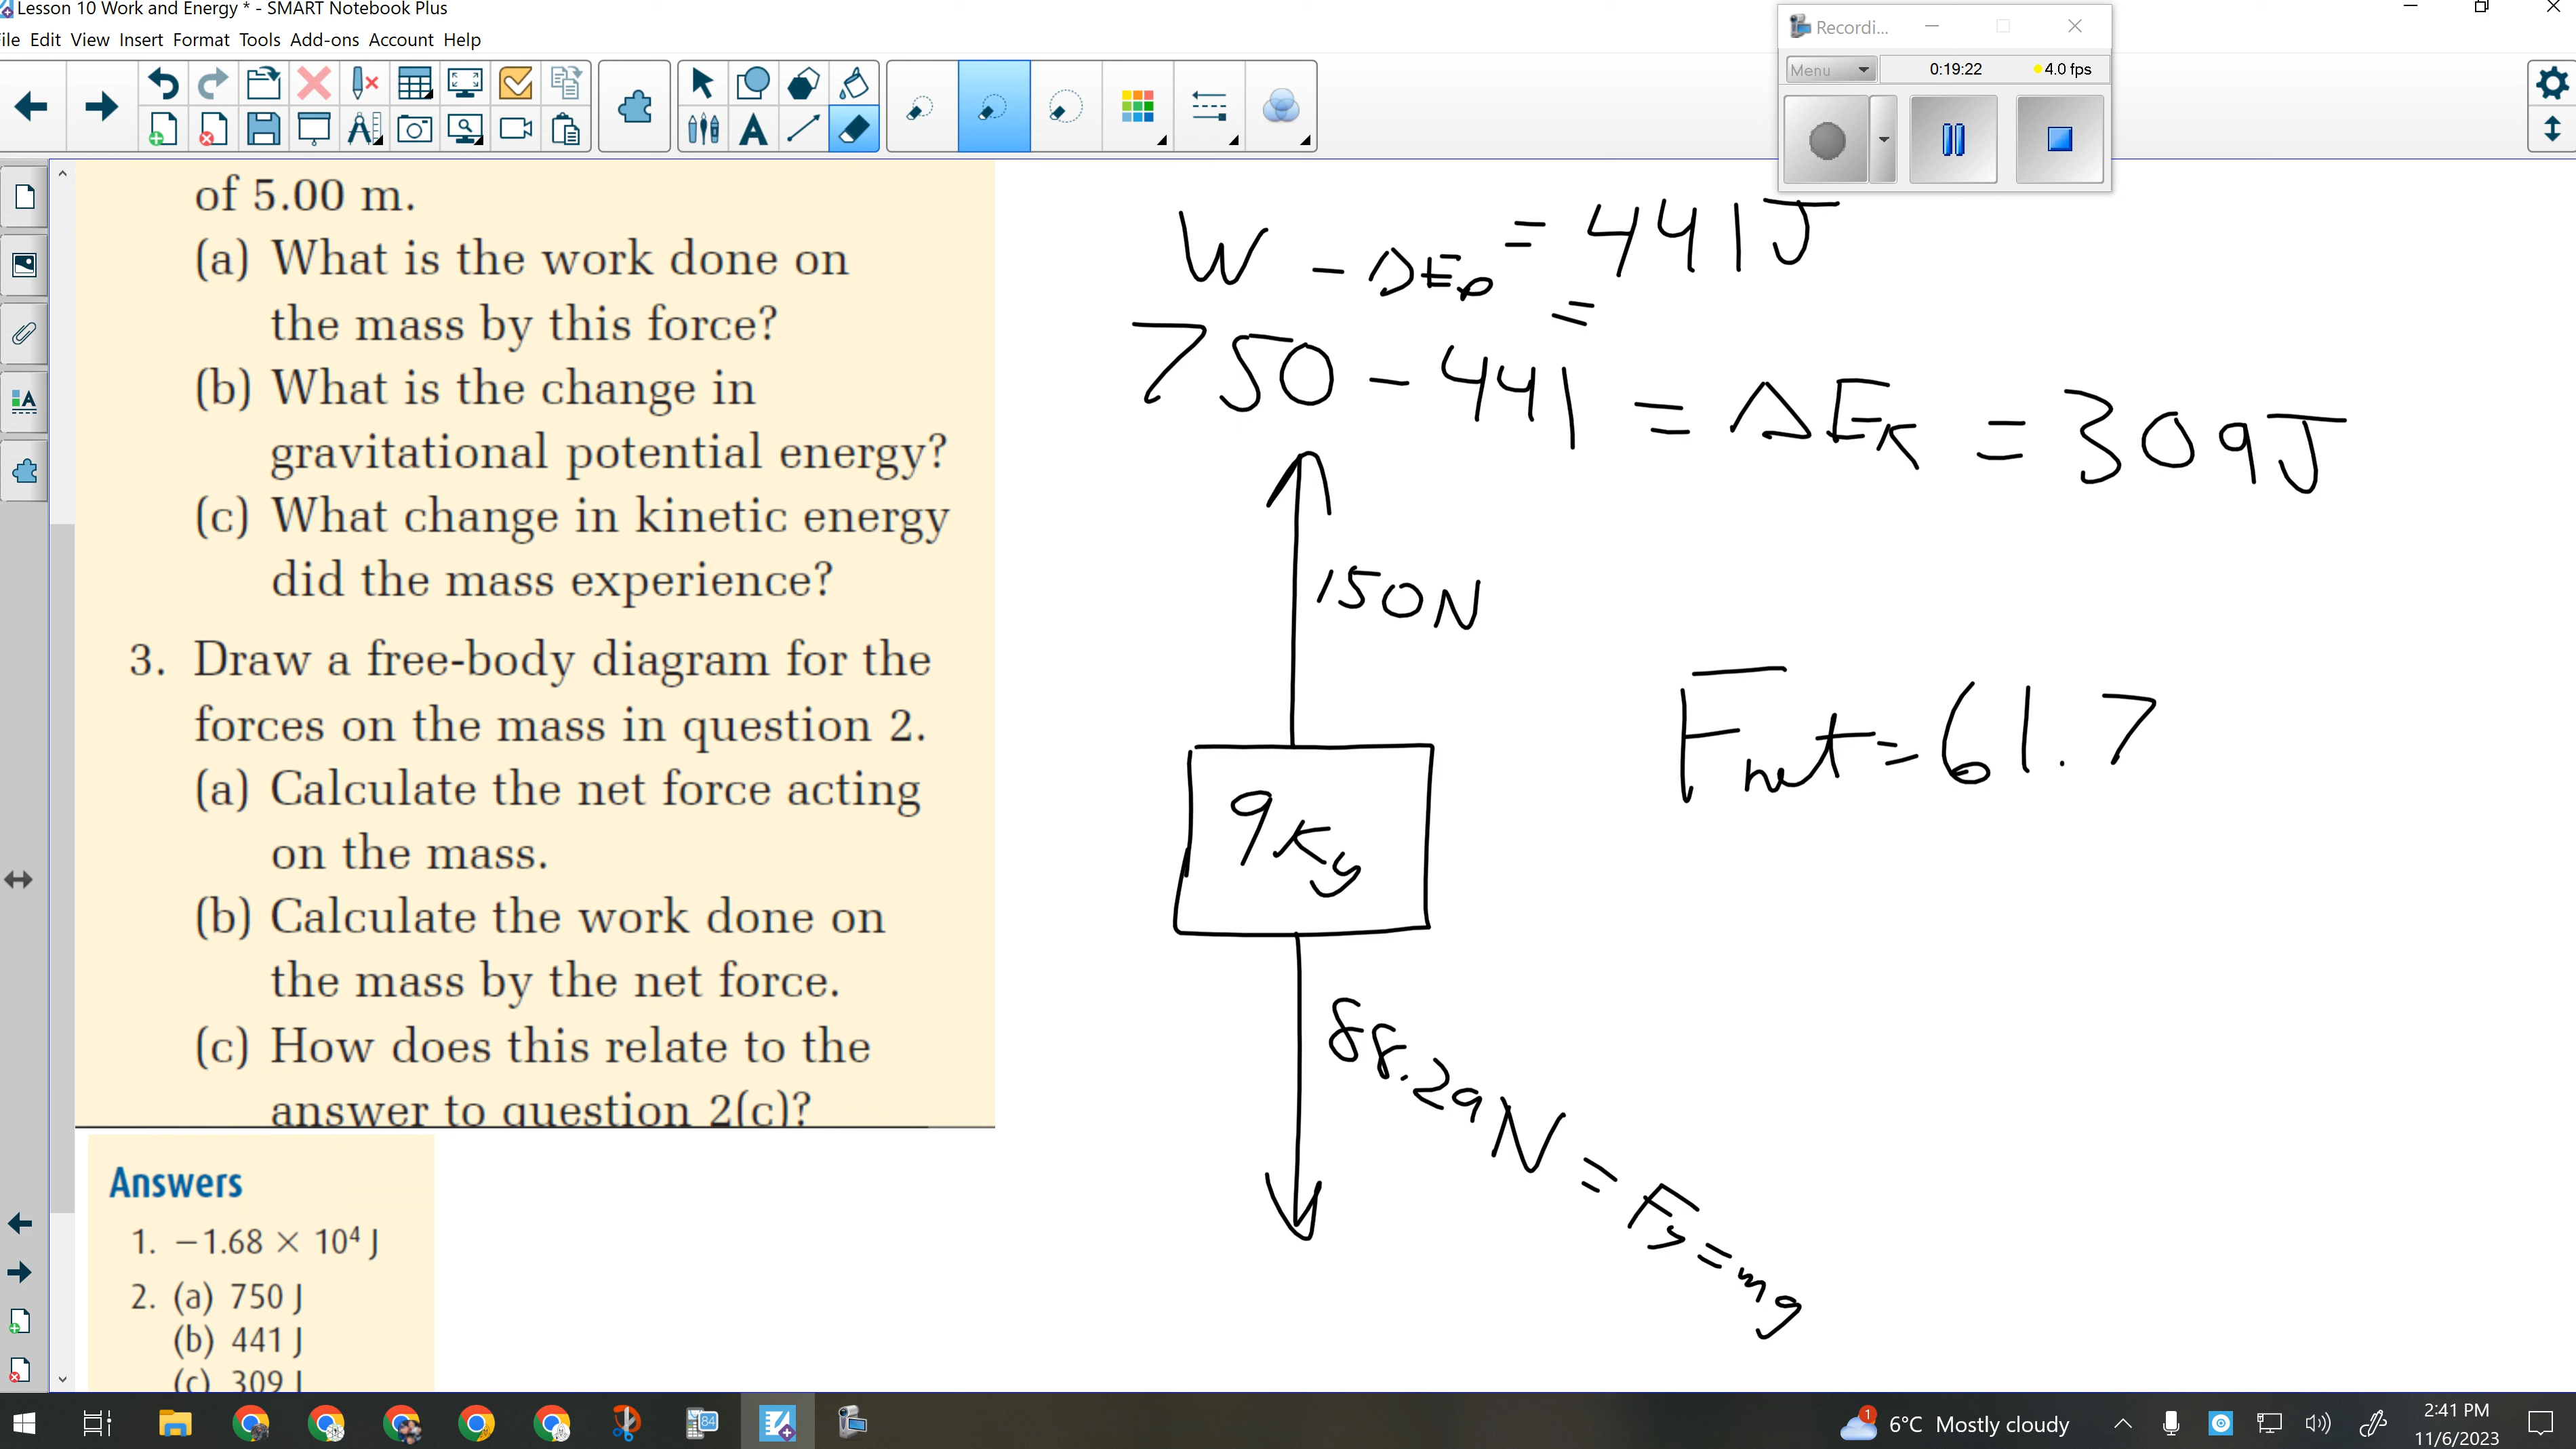 Lesson 10 Work and Energy * - SMART Notebook Plus
File Edit View Insert Format Tools Add-ons Account Help
Recordi...
Menu
0:19:22
4.0 fps
of 5.00 m.
(a) What is the work done on
the mass by this force?
(b) What is the change in
gravitational potential energy?
(c) What change in kinetic energy
did the mass experience?
3. Draw a free-body diagram for the
forces on the mass in question 2.
(a) Calculate the net force acting
on the mass.
(b) Calculate the work done on
the mass by the net force.
(c) How does this relate to the
answer to question 2(c)?
Answers
1. −1.68 × 10⁴ J
2. (a) 750 J
(b) 441 J
(c) 309 J
W - ΔEp = 441J
=
750 - 441 = ΔEK = 309J
150N
Fnet = 61.7
9Kg
88.29N = Fg = mg
84
1
6°C Mostly cloudy
2:41 PM
11/6/2023